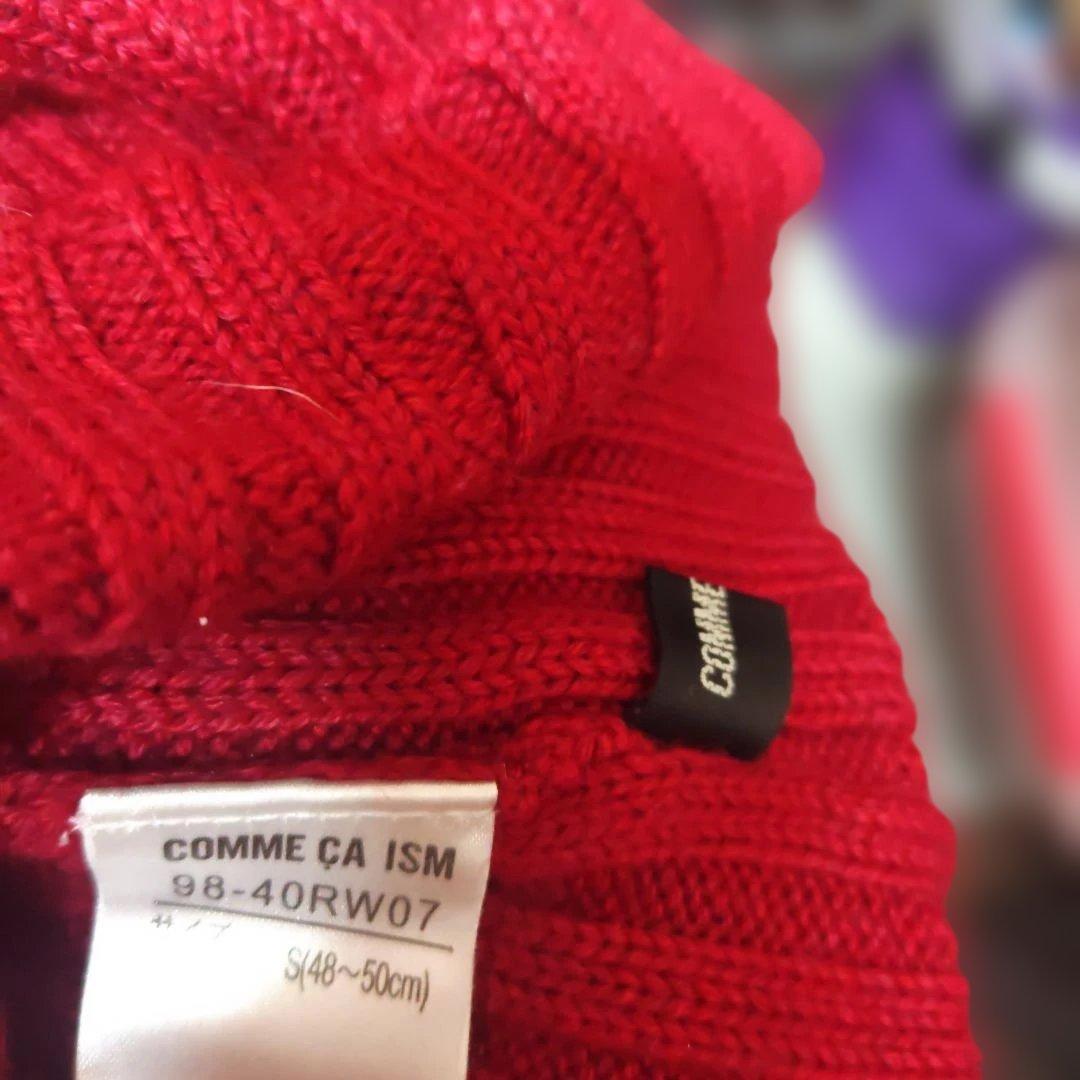 COMME
COMME ÇA ISM
98-40RW07
S(48~50cm)